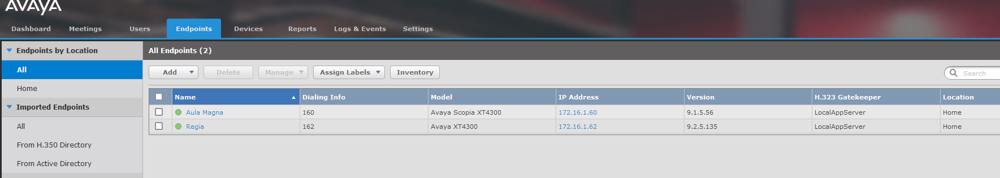 AVAYA
Dashboard Meetings Users Endpoints Devices Reports Logs & Events Settings
Endpoints by Location
All
Home
Imported Endpoints
All
From H.350 Directory
From Active Directory
All Endpoints (2)
Add Delete Manage Assign Labels Inventory Search
Name Dialing Info Model IP Address Version H.323 Gatekeeper Location
Aula Magna 160 Avaya Scopia XT4300 172.16.1.60 9.1.5.56 LocalAppServer Home
Regia 162 Avaya XT4300 172.16.1.62 9.2.5.135 LocalAppServer Home